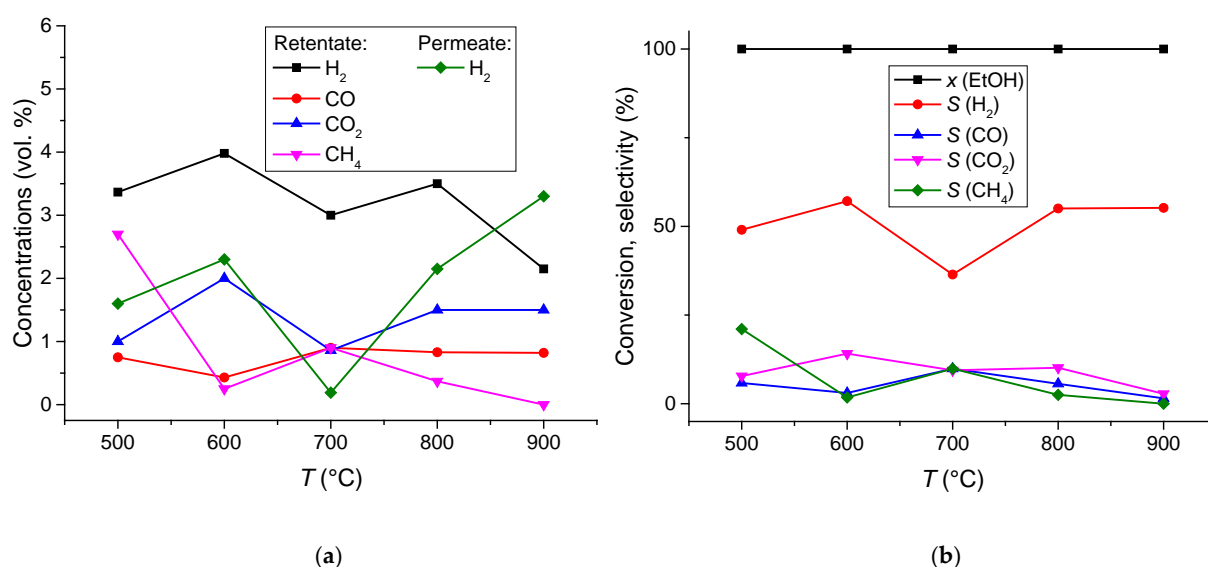 6
5
4
3
2
1
0
Concentrations (vol. %)
Retentate: Permeate:
H₂ H₂
CO
CO₂
CH₄
500 600 700 800 900
T (°C)
(a)
100
50
0
Conversion, selectivity (%)
x (EtOH)
S (H₂)
S (CO)
S (CO₂)
S (CH₄)
500 600 700 800 900
T (°C)
(b)